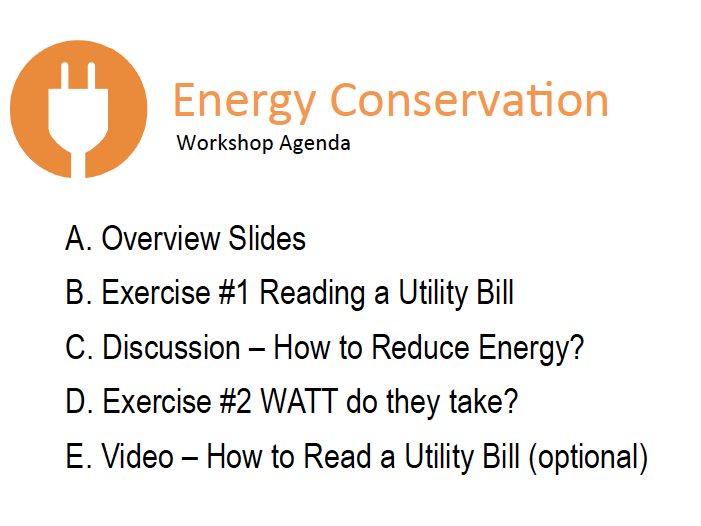 Energy Conservation
Workshop Agenda
A. Overview Slides
B. Exercise #1 Reading a Utility Bill
C. Discussion – How to Reduce Energy?
D. Exercise #2 WATT do they take?
E. Video – How to Read a Utility Bill (optional)